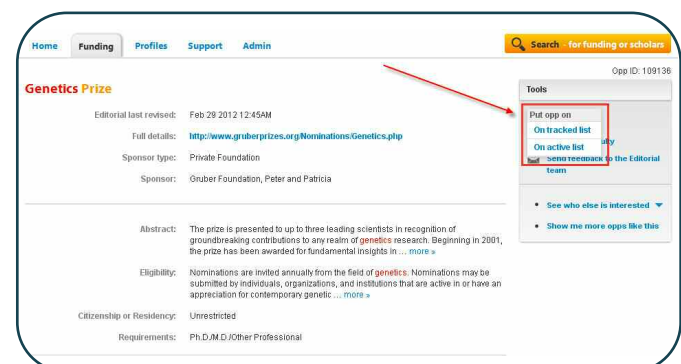 Home Funding Profiles Support Admin
Search - for funding or scholars
Opp ID: 109136
Genetics Prize
Editorial last revised: Feb 29 2012 12:45AM
Full details: http://www.gruberprizes.org/Nominations/Genetics.php
Sponsor type: Private Foundation
Sponsor: Gruber Foundation, Peter and Patricia
Abstract: The prize is presented to up to three leading scientists in recognition of
groundbreaking contributions to any realm of genetics research. Beginning in 2001,
the prize has been awarded for fundamental insights in ... more »
Eligibility: Nominations are invited annually from the field of genetics. Nominations may be
submitted by individuals, organizations, and institutions that are active in or have an
appreciation for contemporary genetic ... more »
Citizenship or Residency: Unrestricted
Requirements: Ph.D./M.D./Other Professional
Tools
Put opp on
On tracked list
On active list
Send feedback to the Editorial
team
• See who else is interested
• Show me more opps like this